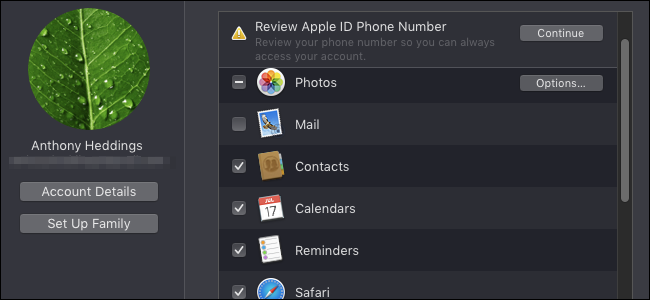 Anthony Heddings
Account Details
Set Up Family
Review Apple ID Phone Number
Review your phone number so you can always
access your account.
Continue
Photos
Options...
Mail
Contacts
JUL
17
Calendars
Reminders
Safari